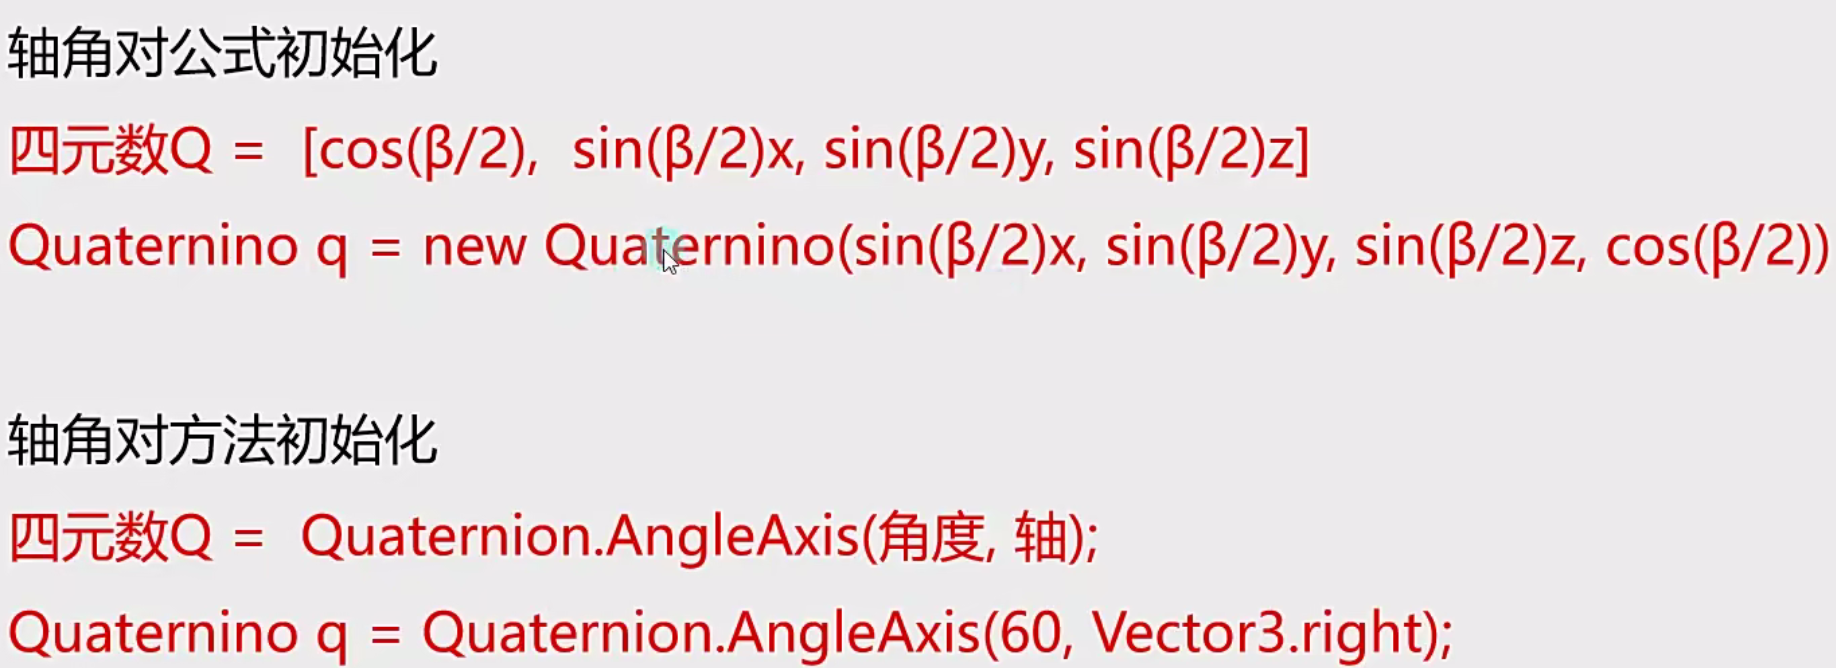 轴角对公式初始化
四元数Q = [cos(β/2), sin(β/2)x, sin(β/2)y, sin(β/2)z]
Quaternino q = new Quaternino(sin(β/2)x, sin(β/2)y, sin(β/2)z, cos(β/2))
轴角对方法初始化
四元数Q = Quaternion.AngleAxis(角度, 轴);
Quaternino q = Quaternion.AngleAxis(60, Vector3.right);